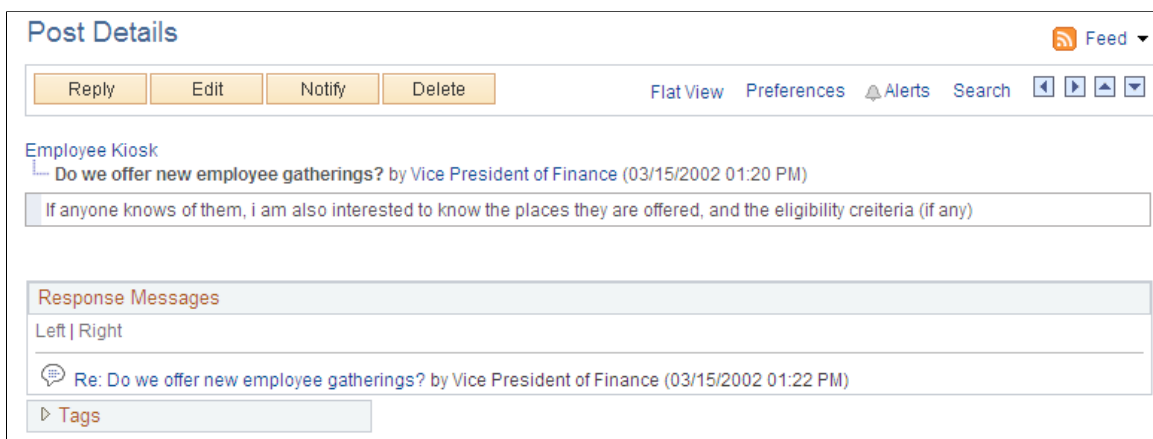 Post Details
Feed
Reply Edit Notify Delete Flat View Preferences Alerts Search
Employee Kiosk
Do we offer new employee gatherings? by Vice President of Finance (03/15/2002 01:20 PM)
If anyone knows of them, i am also interested to know the places they are offered, and the eligibility creiteria (if any)
Response Messages
Left | Right
Re: Do we offer new employee gatherings? by Vice President of Finance (03/15/2002 01:22 PM)
Tags